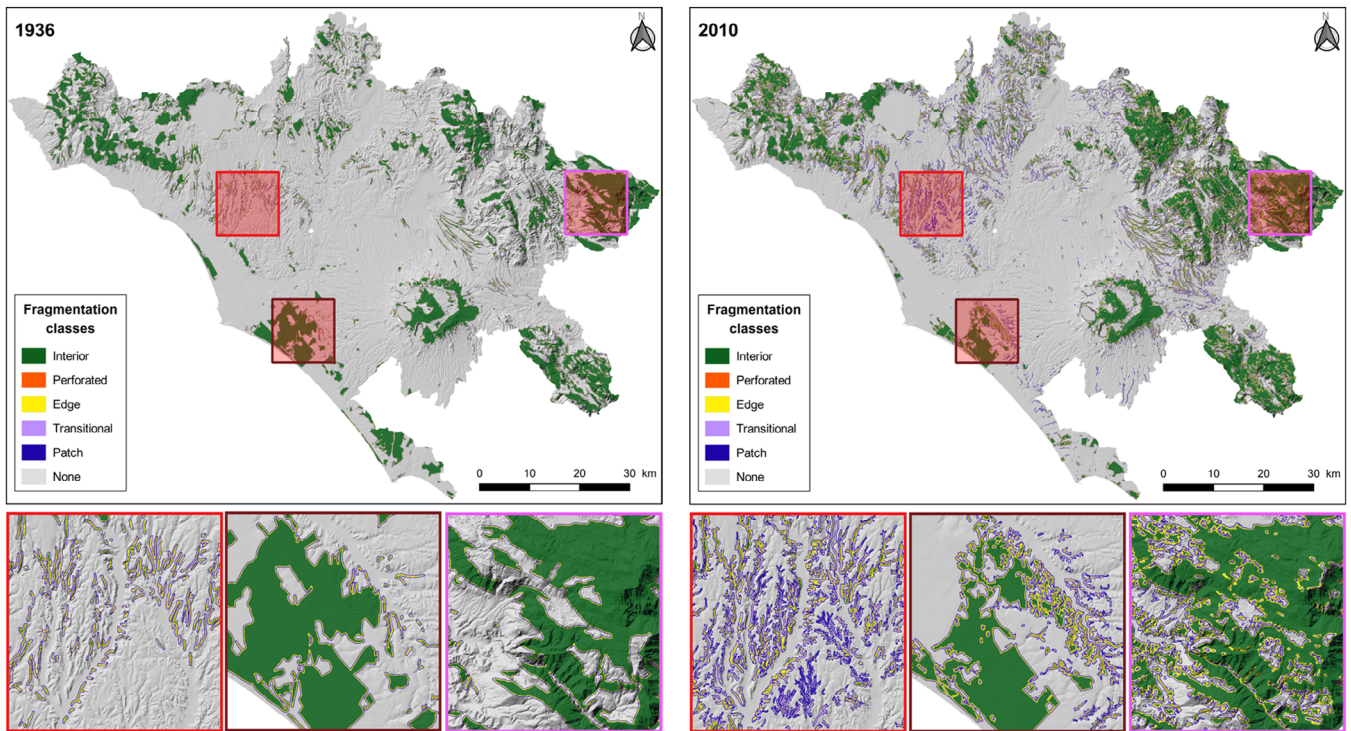 1936
N
Fragmentation
classes
Interior
Perforated
Edge
Transitional
Patch
None
0 10 20 30 km
2010
N
Fragmentation
classes
Interior
Perforated
Edge
Transitional
Patch
None
0 10 20 30 km